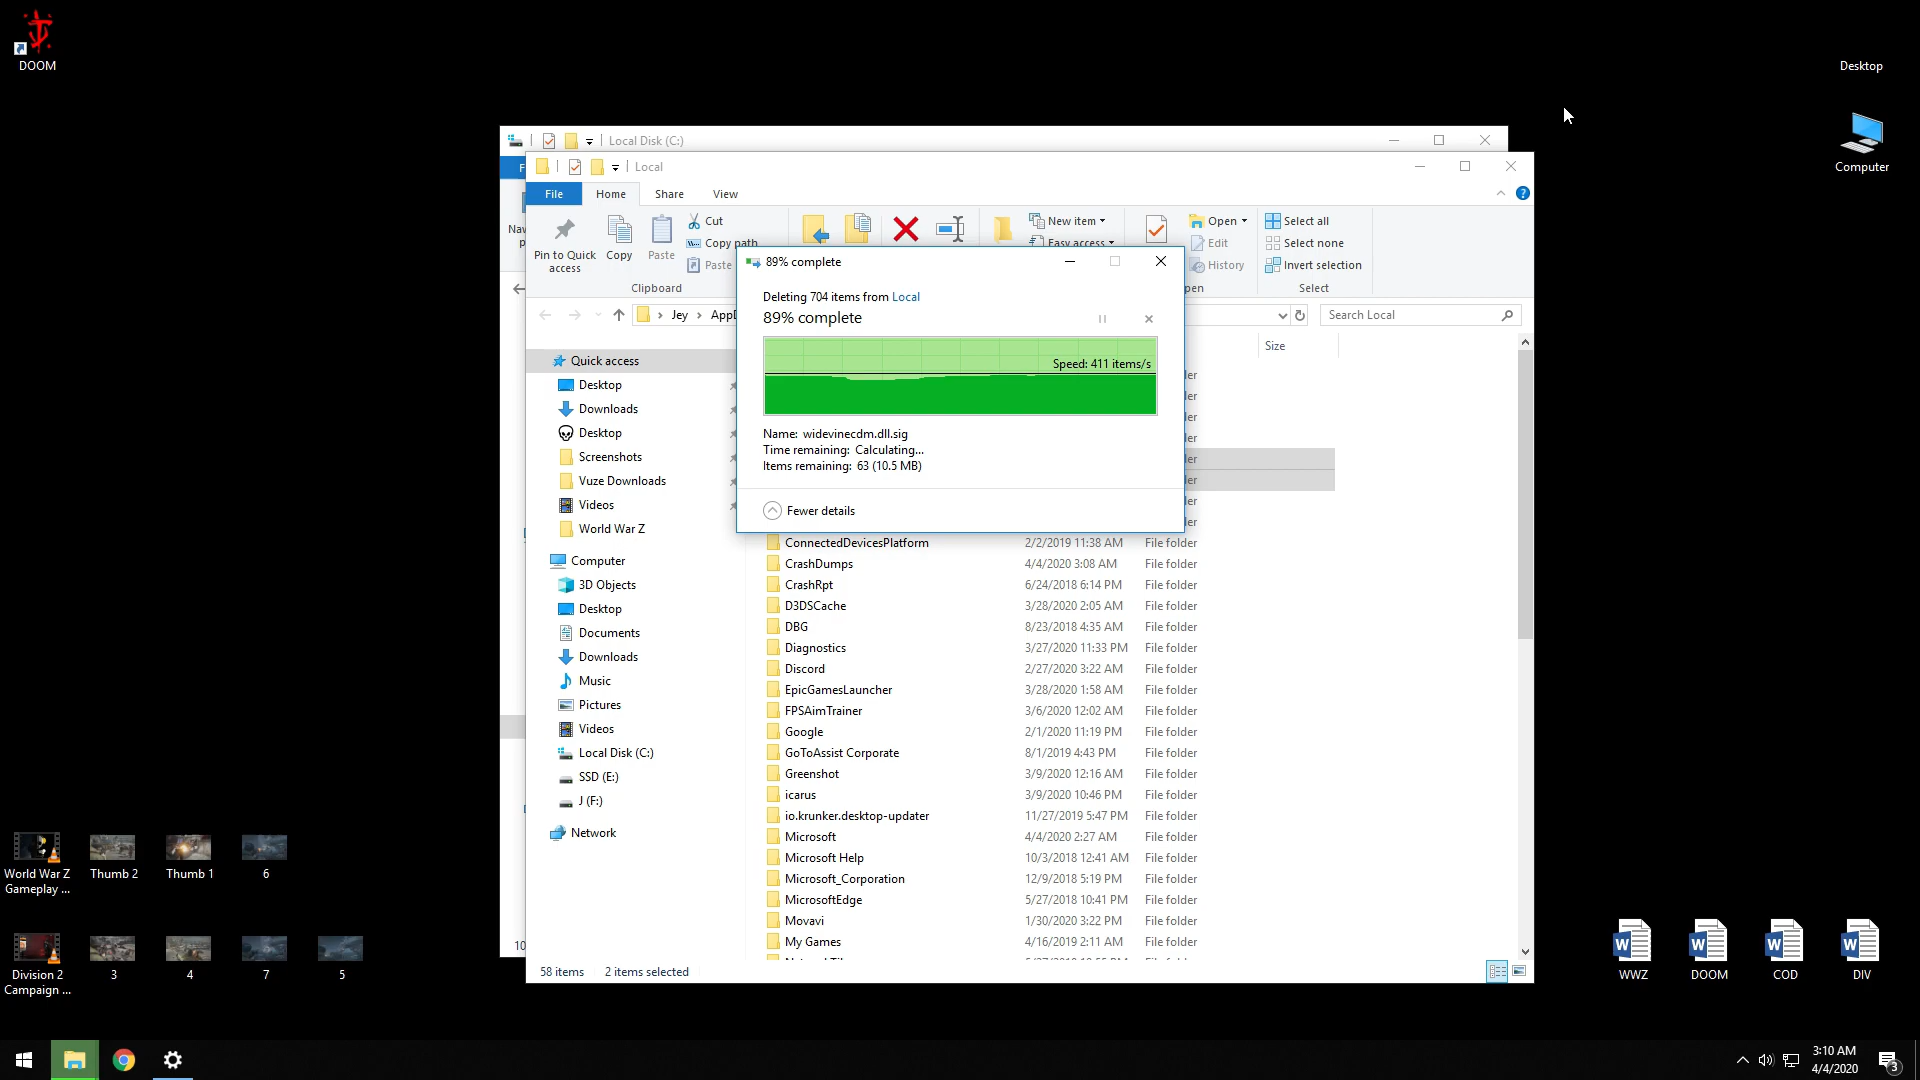 DOOM
Desktop
Computer
Local Disk (C:)
Local
File
Home
Share
View
Pin to Quick access
Copy
Paste
Cut
Copy path
Paste
New item
Easy access
Open
Edit
History
Select all
Select none
Invert selection
Clipboard
Select
Jey
Search Local
Size
89% complete
Deleting 704 items from Local
89% complete
Speed: 411 items/s
Name: widevinecdm.dll.sig
Time remaining: Calculating...
Items remaining: 63 (10.5 MB)
Fewer details
Quick access
Desktop
Downloads
Desktop
Screenshots
Vuze Downloads
Videos
World War Z
Computer
3D Objects
Desktop
Documents
Downloads
Music
Pictures
Videos
Local Disk (C:)
SSD (E:)
J (F:)
Network
ConnectedDevicesPlatform 2/2/2019 11:38 AM File folder
CrashDumps 4/4/2020 3:08 AM File folder
CrashRpt 6/24/2018 6:14 PM File folder
D3DSCache 3/28/2020 2:05 AM File folder
DBG 8/23/2018 4:35 AM File folder
Diagnostics 3/27/2020 11:33 PM File folder
Discord 2/27/2020 3:22 AM File folder
EpicGamesLauncher 3/28/2020 1:58 AM File folder
FPSAimTrainer 3/6/2020 12:02 AM File folder
Google 2/1/2020 11:19 PM File folder
GoToAssist Corporate 8/1/2019 4:43 PM File folder
Greenshot 3/9/2020 12:16 AM File folder
icarus 3/9/2020 10:46 PM File folder
io.krunker.desktop-updater 11/27/2019 5:47 PM File folder
Microsoft 4/4/2020 2:27 AM File folder
Microsoft Help 10/3/2018 12:41 AM File folder
Microsoft_Corporation 12/9/2018 5:19 PM File folder
MicrosoftEdge 5/27/2018 10:41 PM File folder
Movavi 1/30/2020 3:22 PM File folder
My Games 4/16/2019 2:11 AM File folder
58 items 2 items selected
World War Z Gameplay ...
Thumb 2
Thumb 1
6
Division 2 Campaign ...
3
4
7
5
WWZ
DOOM
COD
DIV
3:10 AM
4/4/2020
3